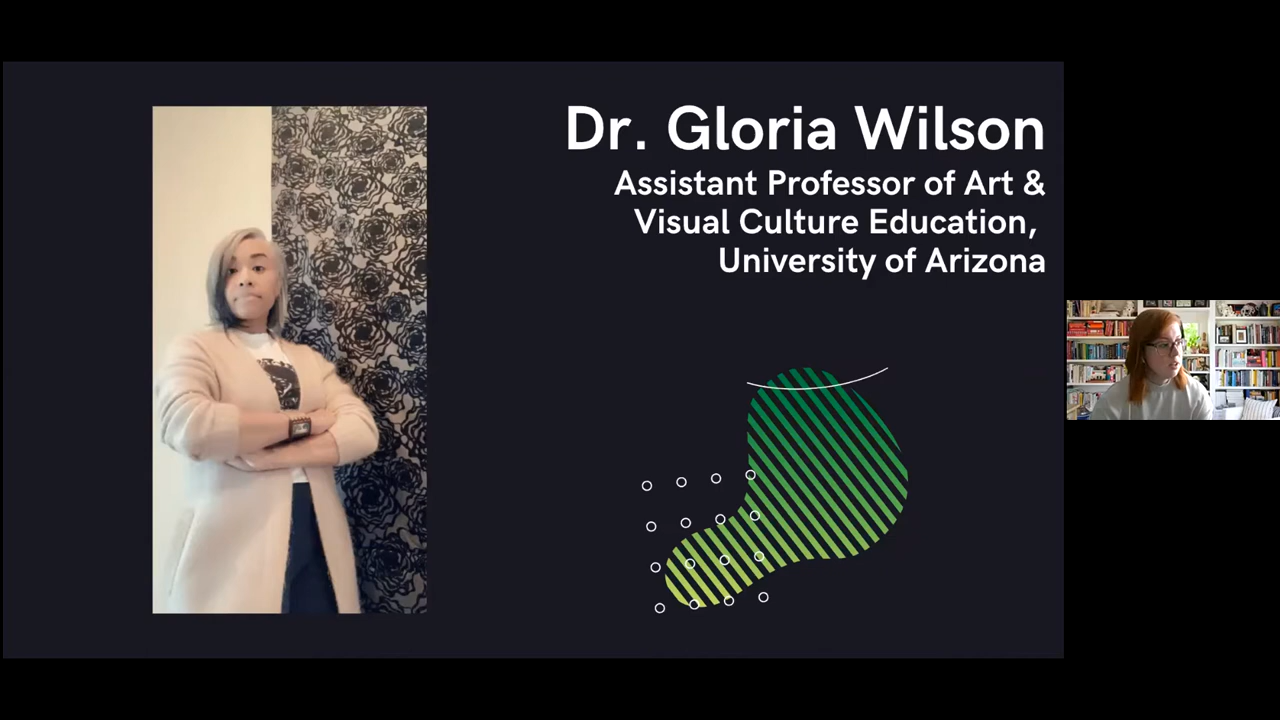 Dr. Gloria Wilson
Assistant Professor of Art &
Visual Culture Education,
University of Arizona